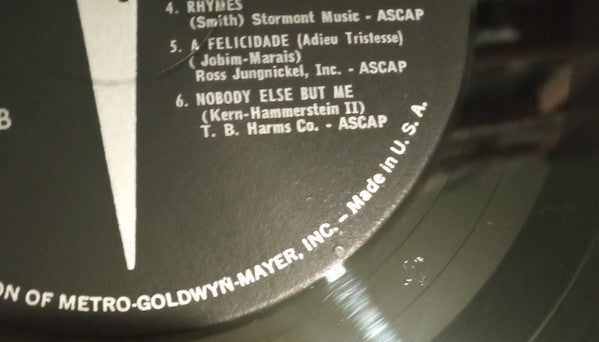 4. RHYMES
(Smith) Stormont Music - ASCAP
5. A FELICIDADE (Adieu Tristesse)
(Jobim-Marais)
Ross Jungnickel, Inc. - ASCAP
6. NOBODY ELSE BUT ME
(Kern-Hammerstein II)
T. B. Harms Co. - ASCAP
B
ON OF METRO-GOLDWYN-MAYER, INC. – Made in U. S. A.